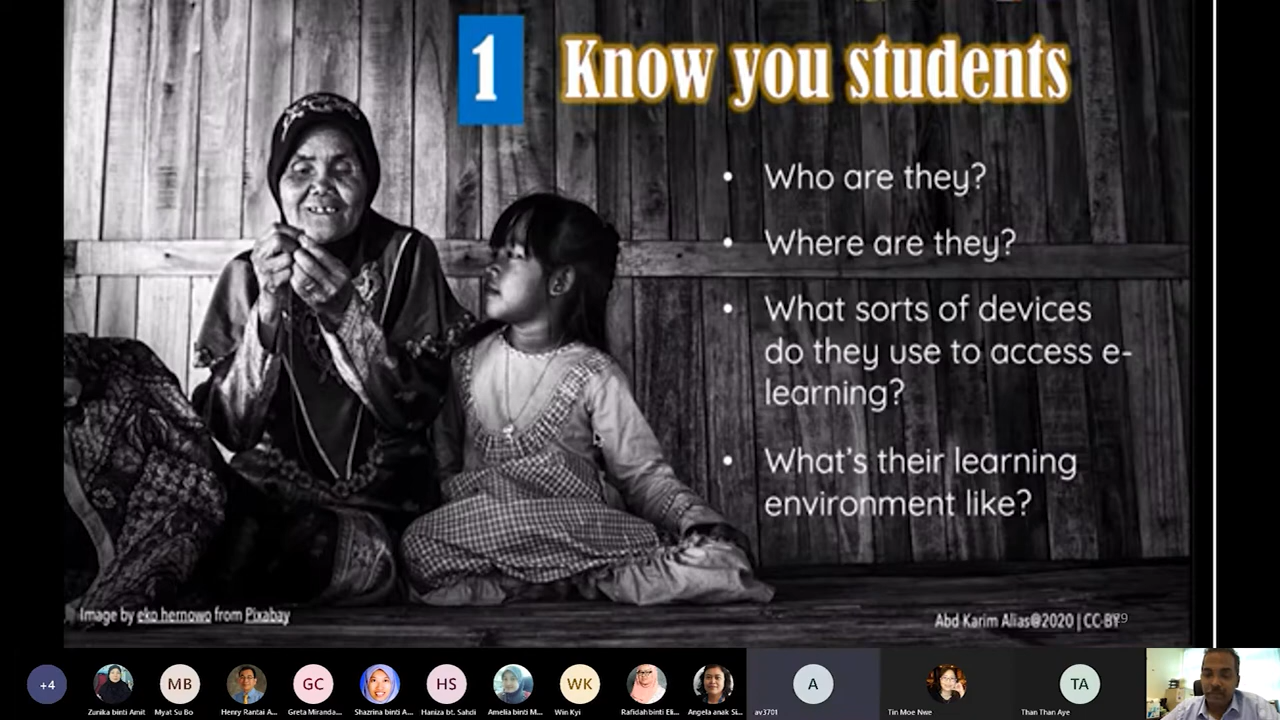 1 Know you students
• Who are they?
• Where are they?
• What sorts of devices
do they use to access e-
learning?
• What's their learning
environment like?
Image by eko hernowo from Pixabay
Abd Karim Alias@2020 | CC-BY
+4 MB GC HS WK A TA
Zunika binti Amit Myat Su Bo Henry Rantai A... Greta Miranda... Shazrina binti A... Haniza bt. Sahdi Amelia binti M... Win Kyi Rafidah binti Eli... Angela anak Si... av3701 Tin Moe Nwe Than Than Aye